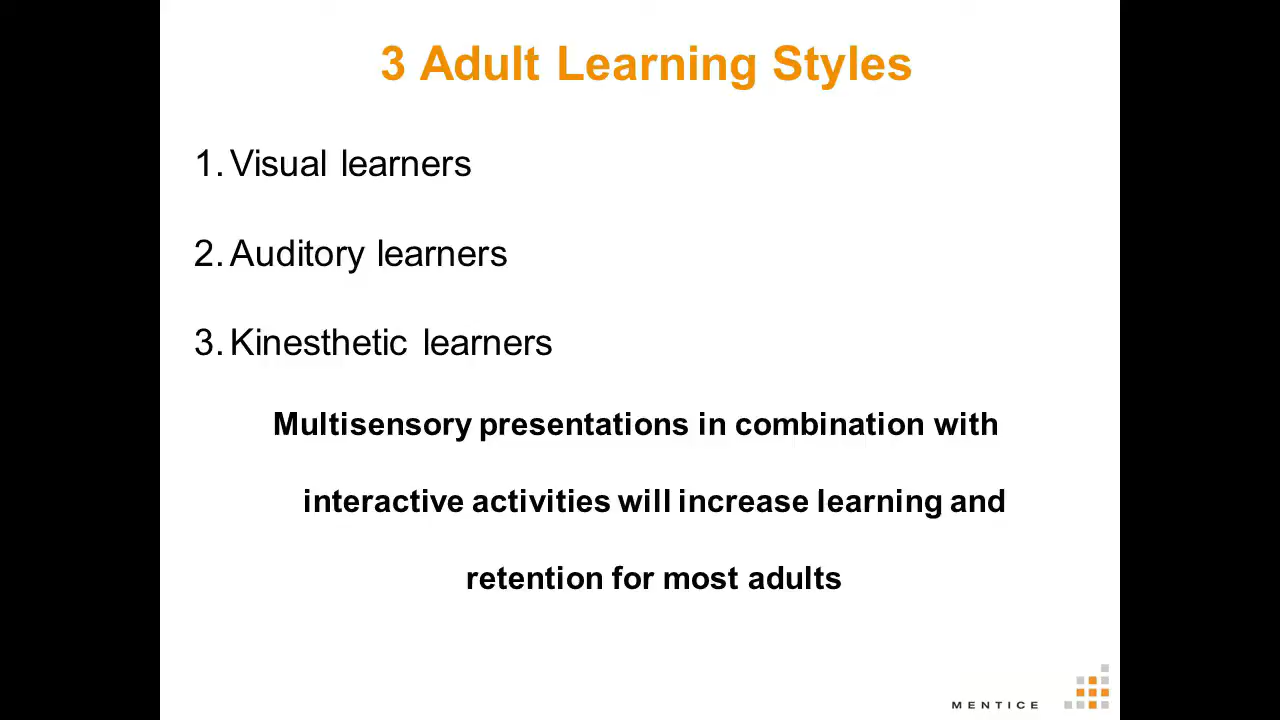 3 Adult Learning Styles
1. Visual learners
2. Auditory learners
3. Kinesthetic learners
Multisensory presentations in combination with
interactive activities will increase learning and
retention for most adults
MENTICE